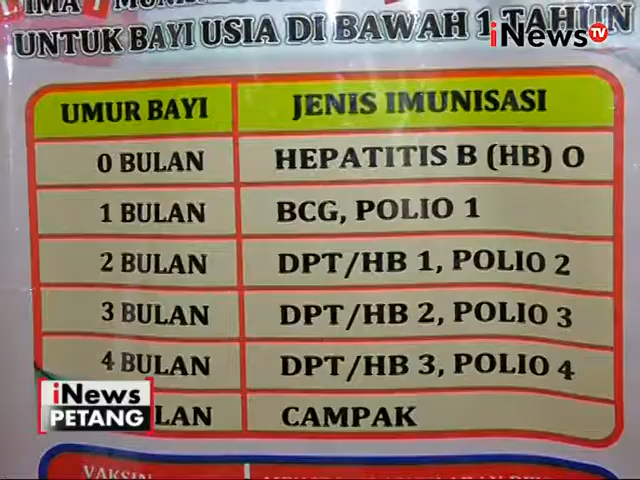 UNTUK BAYI USIA DI BAWAH 1 TAHUN
iNews TV
UMUR BAYI JENIS IMUNISASI
0 BULAN HEPATITIS B (HB) O
1 BULAN BCG, POLIO 1
2 BULAN DPT/HB 1, POLIO 2
3 BULAN DPT/HB 2, POLIO 3
4 BULAN DPT/HB 3, POLIO 4
LAN CAMPAK
iNews
PETANG
VAKSIN